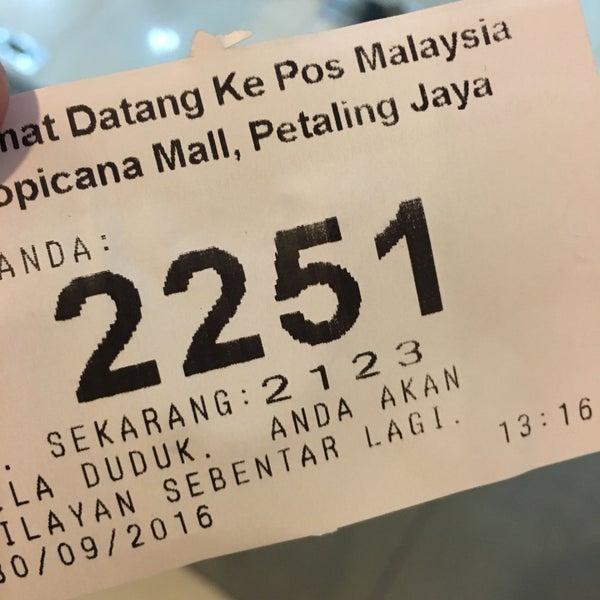 mat Datang Ke Pos Malaysia
opicana Mall, Petaling Jaya
ANDA:
2251
. SEKARANG: 2123
LA DUDUK. ANDA AKAN
ILAYAN SEBENTAR LAGI.
30/09/2016 13:16